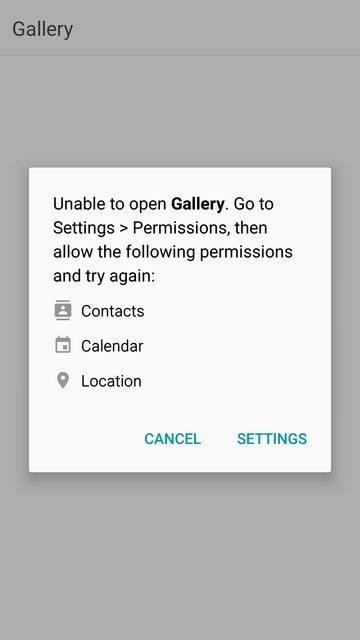 Gallery
Unable to open Gallery. Go to
Settings > Permissions, then
allow the following permissions
and try again:
Contacts
Calendar
Location
CANCEL SETTINGS